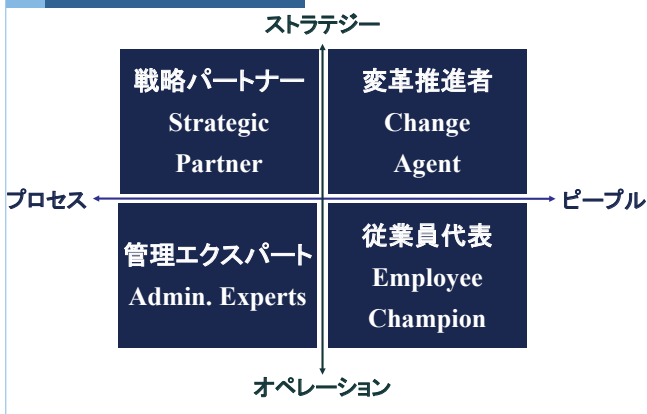 ストラテジー
戦略パートナー
Strategic
Partner
変革推進者
Change
Agent
プロセス
ピープル
管理エクスパート
Admin. Experts
従業員代表
Employee
Champion
オペレーション